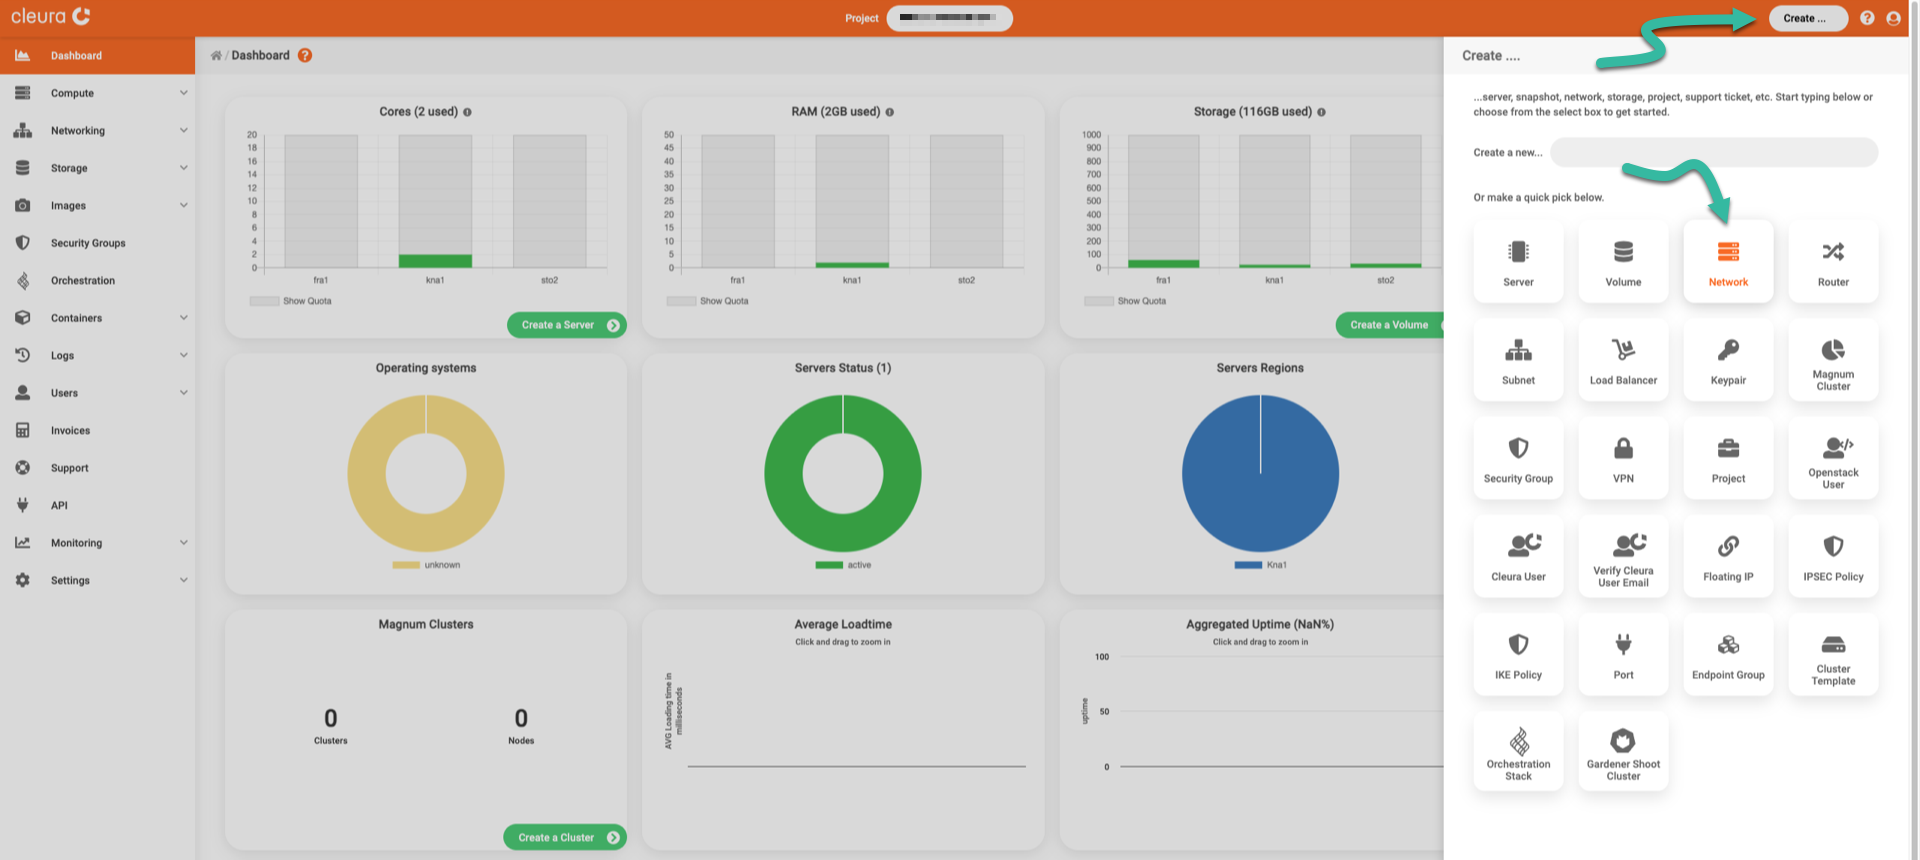 cleura
Project
Create ...
Dashboard
Compute
Networking
Storage
Images
Security Groups
Orchestration
Containers
Logs
Users
Invoices
Support
API
Monitoring
Settings
/ Dashboard
Cores (2 used)
20
18
16
14
12
10
8
6
4
2
0
fra1 kna1 sto2
Show Quota
Create a Server
RAM (2GB used)
50
45
40
35
30
25
20
15
10
5
0
fra1 kna1 sto2
Show Quota
Storage (116GB used)
1000
900
800
700
600
500
400
300
200
100
0
fra1 kna1 sto2
Show Quota
Create a Volume
Operating systems
unknown
Servers Status (1)
active
Servers Regions
Kna1
Magnum Clusters
0 0
Clusters Nodes
Create a Cluster
Average Loadtime
Click and drag to zoom in
AVG Loading time in
milliseconds
Aggregated Uptime (NaN%)
Click and drag to zoom in
uptime
100
50
0
Create ....
...server, snapshot, network, storage, project, support ticket, etc. Start typing below or
choose from the select box to get started.
Create a new...
Or make a quick pick below.
Server Volume Network Router
Subnet Load Balancer Keypair Magnum
Cluster
Security Group VPN Project Openstack
User
Cleura User Verify Cleura
User Email
Floating IP IPSEC Policy
IKE Policy Port Endpoint Group Cluster
Template
Orchestration
Stack
Gardener Shoot
Cluster